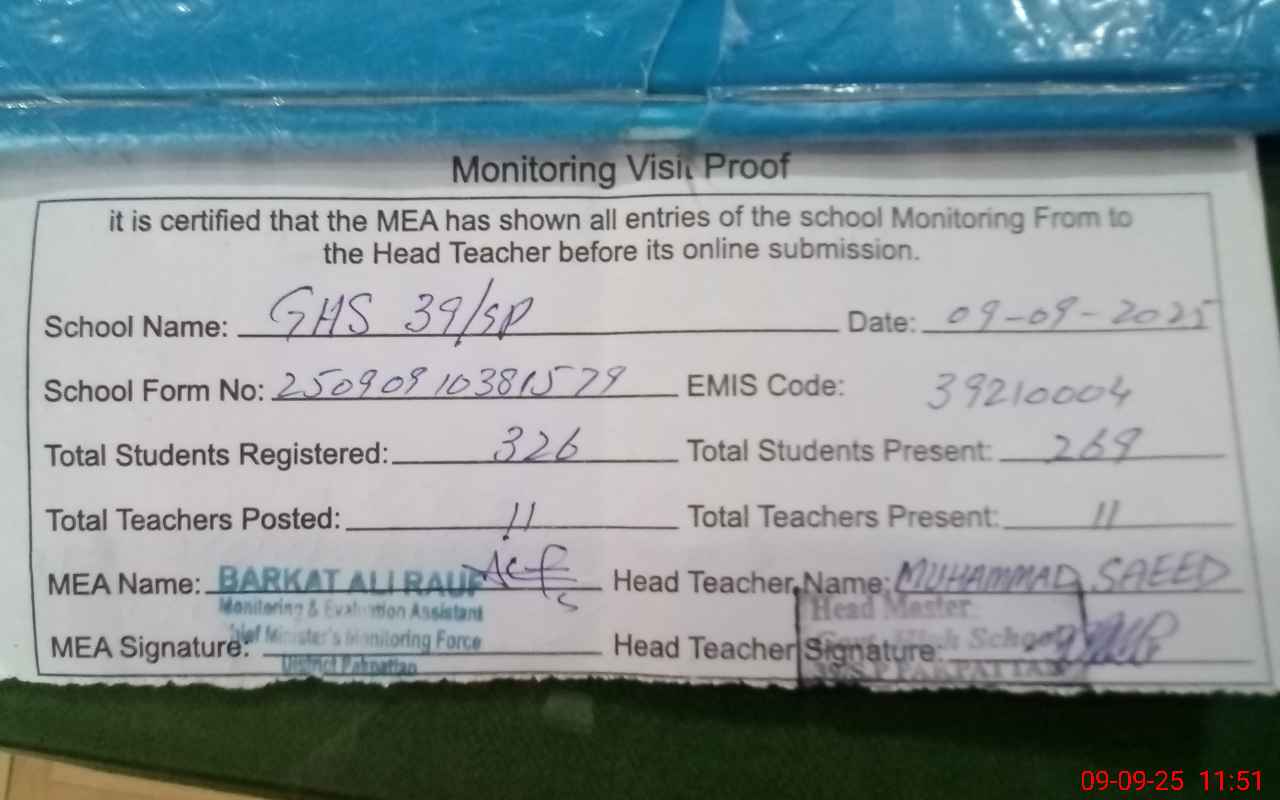 Monitoring Visit Proof
it is certified that the MEA has shown all entries of the school Monitoring From to
the Head Teacher before its online submission.
School Name: GHS 39/SP Date: 09-09-2025
School Form No: 25090910381579 EMIS Code: 39210004
Total Students Registered: 326 Total Students Present: 269
Total Teachers Posted: 11 Total Teachers Present: 11
MEA Name: BARKAT ALI RAUF Head Teacher Name: MUHAMMAD SAEED
Monitoring & Evaluation Assistant Head Master
MEA Signature: Chief Minister's Monitoring Force Head Teacher Signature: Govt. High School
District Pakpattan PAKPATTAN
09-09-25 11:51